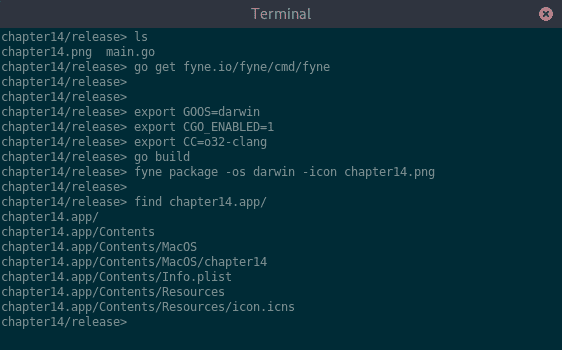 Terminal
chapter14/release> ls
chapter14.png  main.go
chapter14/release> go get fyne.io/fyne/cmd/fyne
chapter14/release>
chapter14/release>
chapter14/release> export GOOS=darwin
chapter14/release> export CGO_ENABLED=1
chapter14/release> export CC=o32-clang
chapter14/release> go build
chapter14/release> fyne package -os darwin -icon chapter14.png
chapter14/release>
chapter14/release> find chapter14.app/
chapter14.app/
chapter14.app/Contents
chapter14.app/Contents/MacOS
chapter14.app/Contents/MacOS/chapter14
chapter14.app/Contents/Info.plist
chapter14.app/Contents/Resources
chapter14.app/Contents/Resources/icon.icns
chapter14/release>